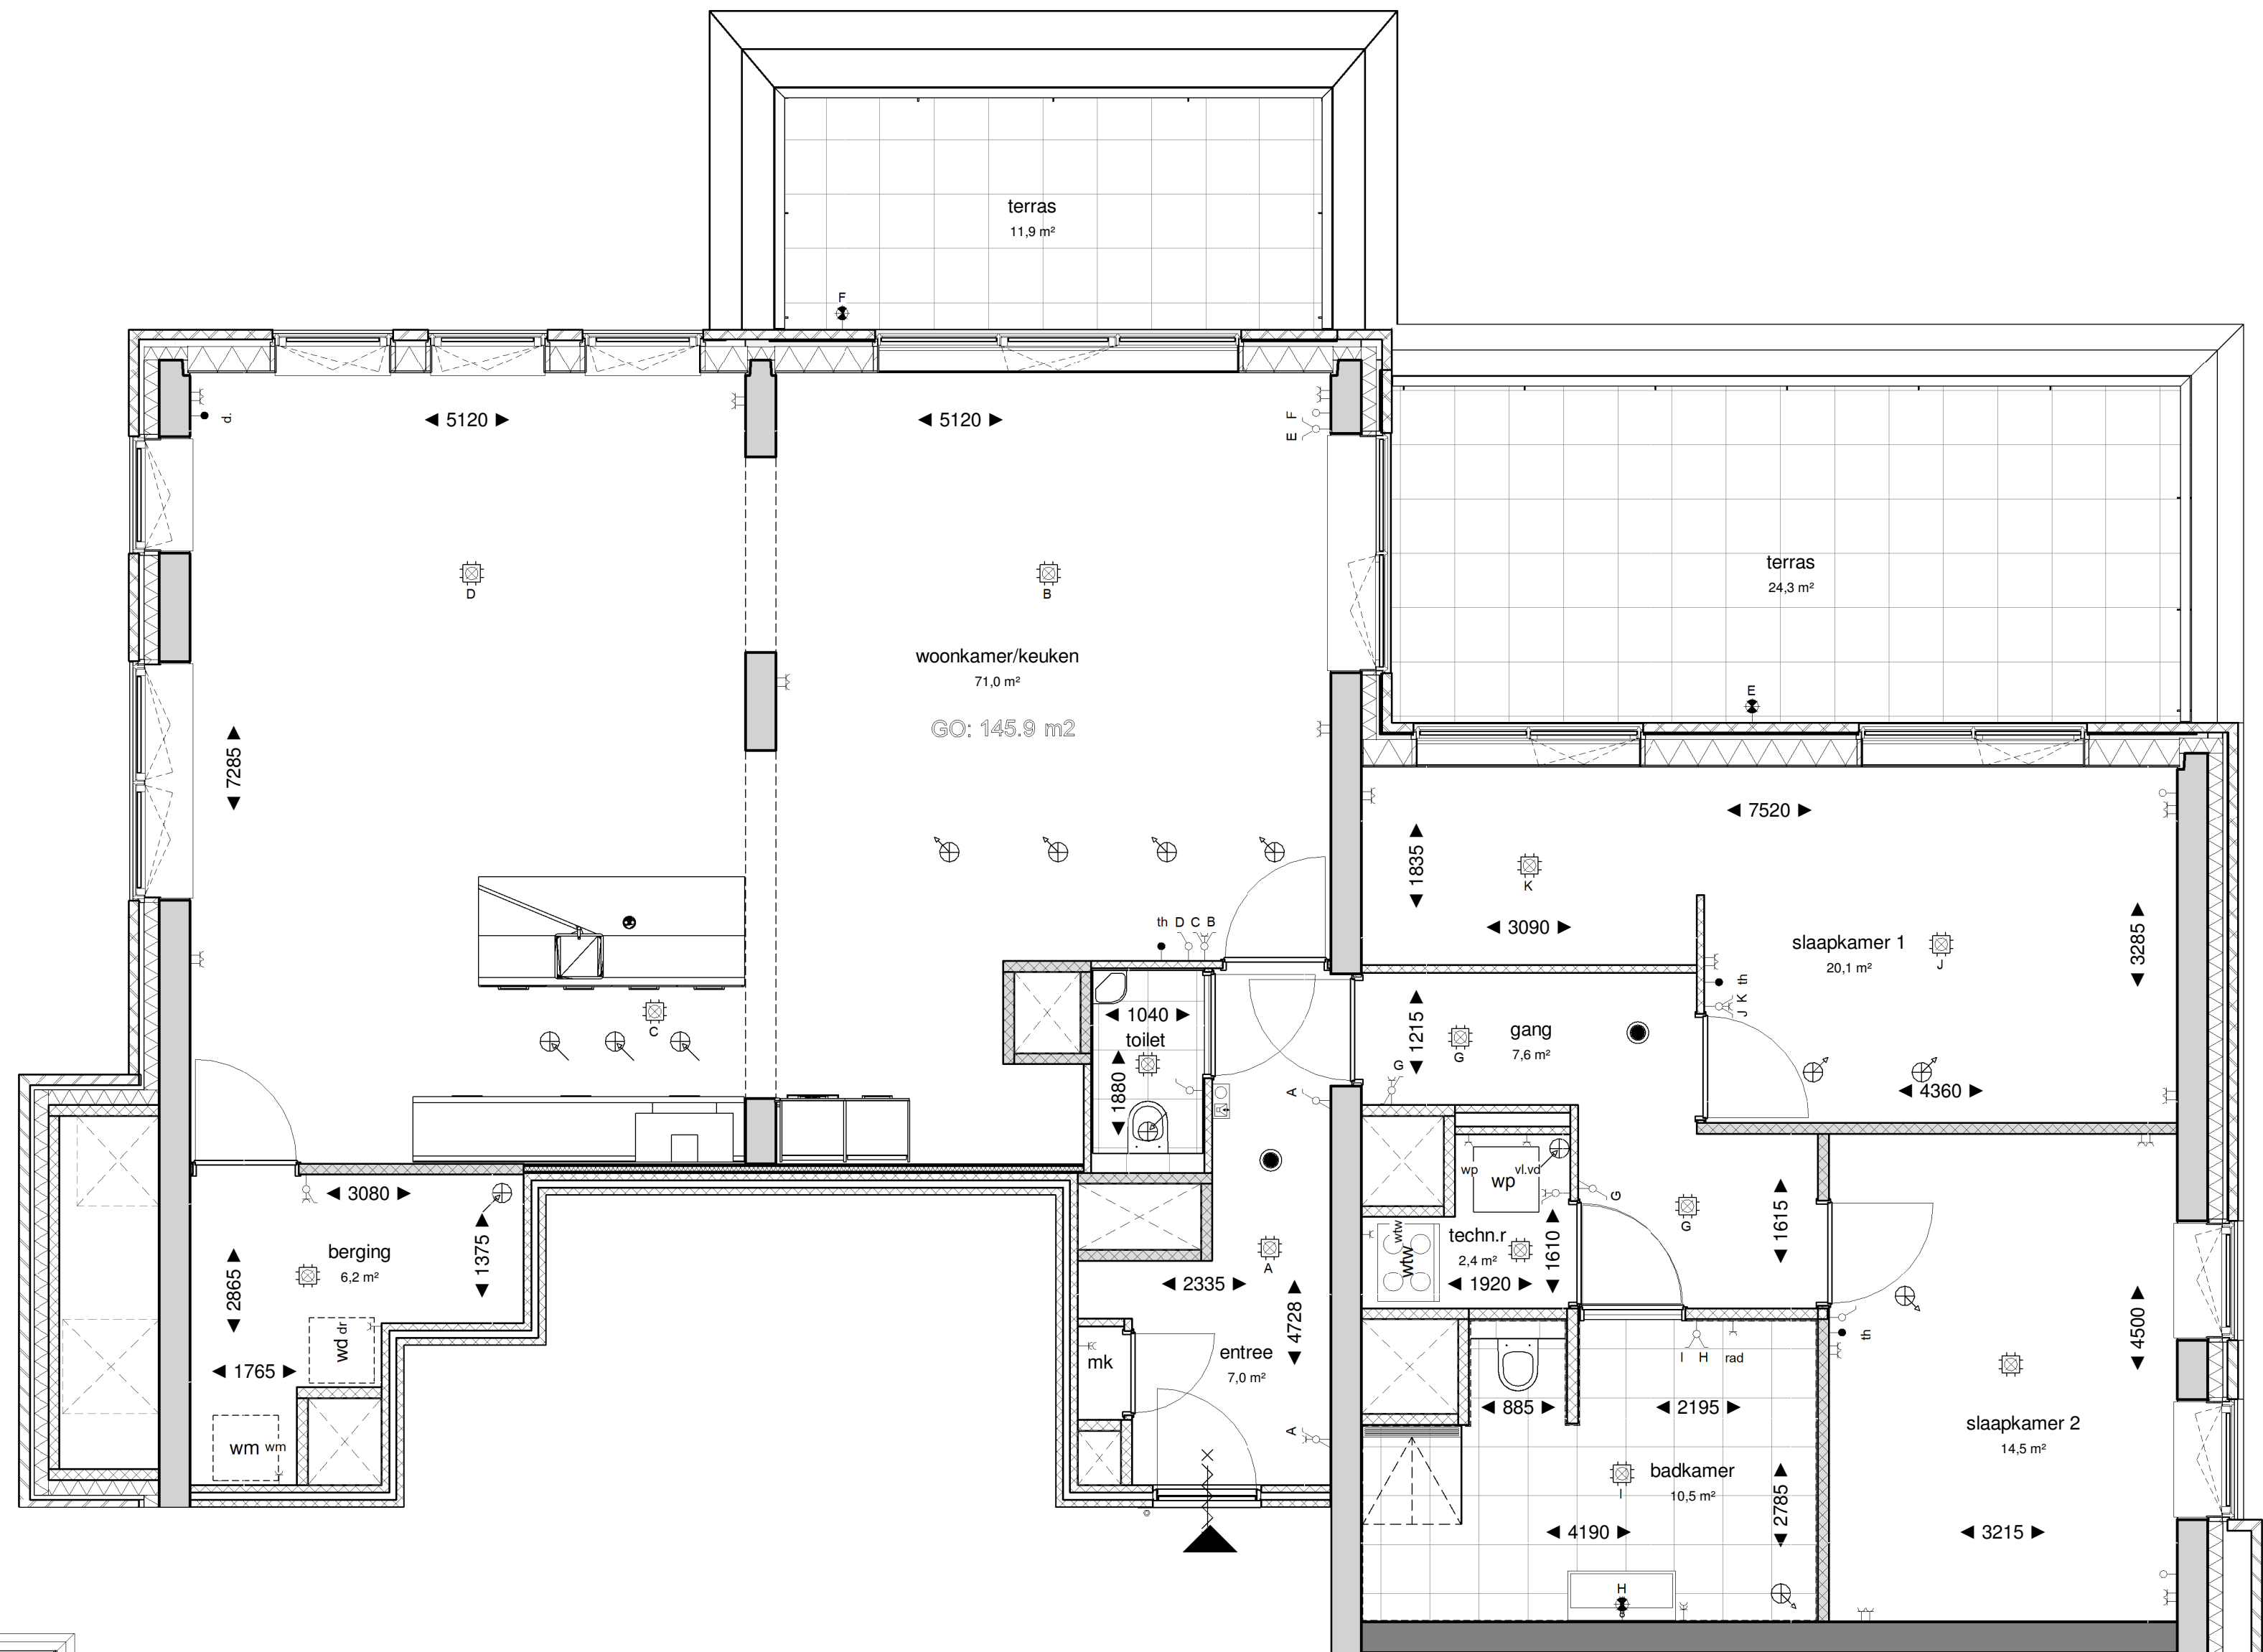 terras
11,9 m²
F
d.
5120
5120
E F
terras
24,3 m²
D
B
woonkamer/keuken
71,0 m²
GO: 145.9 m2
E
7285
7520
1835
K
3090
th D C B
slaapkamer 1
20,1 m²
J
3285
J K th
C
1040
toilet
1880
1215
G
gang
7,6 m²
G
A
4360
wp
vl.vd
wp
G
3080
berging
6,2 m²
1375
2865
wd dr
1765
wm wm
A
2335
4728
mk
entree
7,0 m²
A
wtw
wtw
techn.r
2,4 m²
1920
1610
G
1615
th
I H rad
885
2195
4500
slaapkamer 2
14,5 m²
badkamer
10,5 m²
I
2785
4190
3215
H